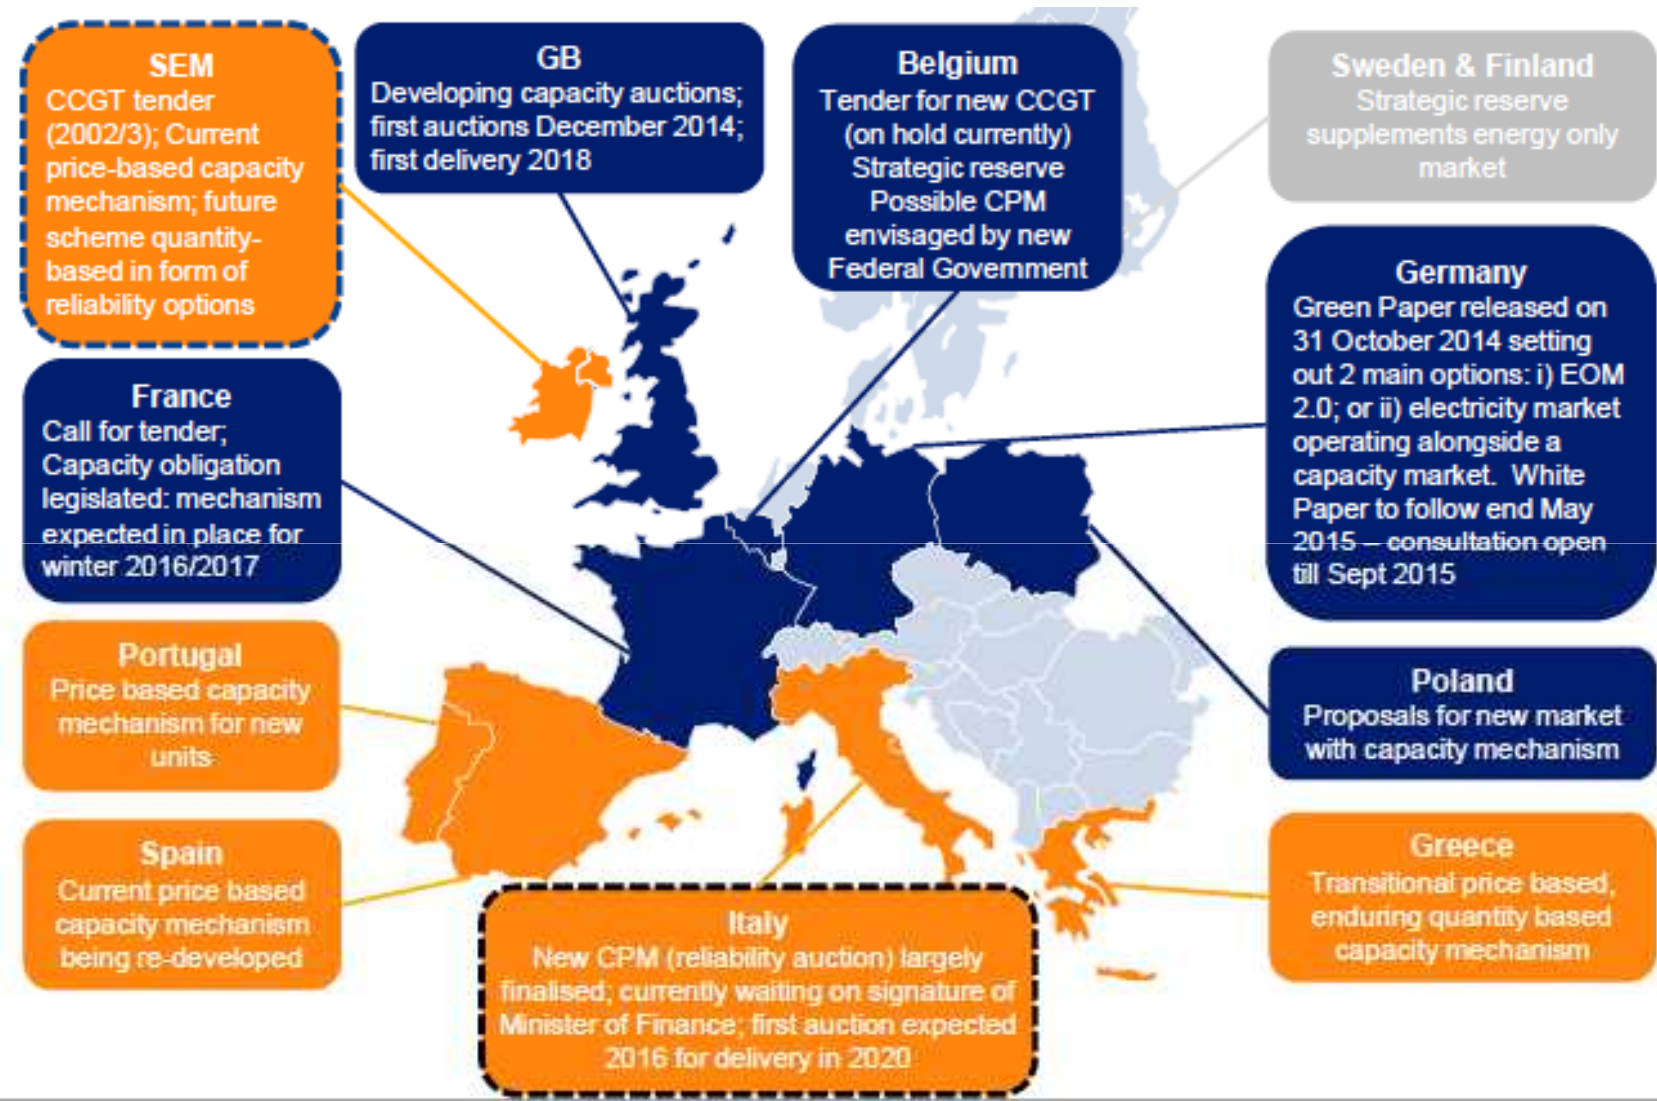 SEM
CCGT tender
(2002/3); Current
price-based capacity
mechanism; future
scheme quantity-
based in form of
reliability options
GB
Developing capacity auctions;
first auctions December 2014;
first delivery 2018
Belgium
Tender for new CCGT
(on hold currently)
Strategic reserve
Possible CPM
envisaged by new
Federal Government
Sweden & Finland
Strategic reserve
supplements energy only
market
Germany
Green Paper released on
31 October 2014 setting
out 2 main options: i) EOM
2.0; or ii) electricity market
operating alongside a
capacity market. White
Paper to follow end May
2015 – consultation open
till Sept 2015
France
Call for tender;
Capacity obligation
legislated: mechanism
expected in place for
winter 2016/2017
Portugal
Price based capacity
mechanism for new
units
Poland
Proposals for new market
with capacity mechanism
Spain
Current price based
capacity mechanism
being re-developed
Italy
New CPM (reliability auction) largely
finalised; currently waiting on signature of
Minister of Finance; first auction expected
2016 for delivery in 2020
Greece
Transitional price based,
enduring quantity based
capacity mechanism